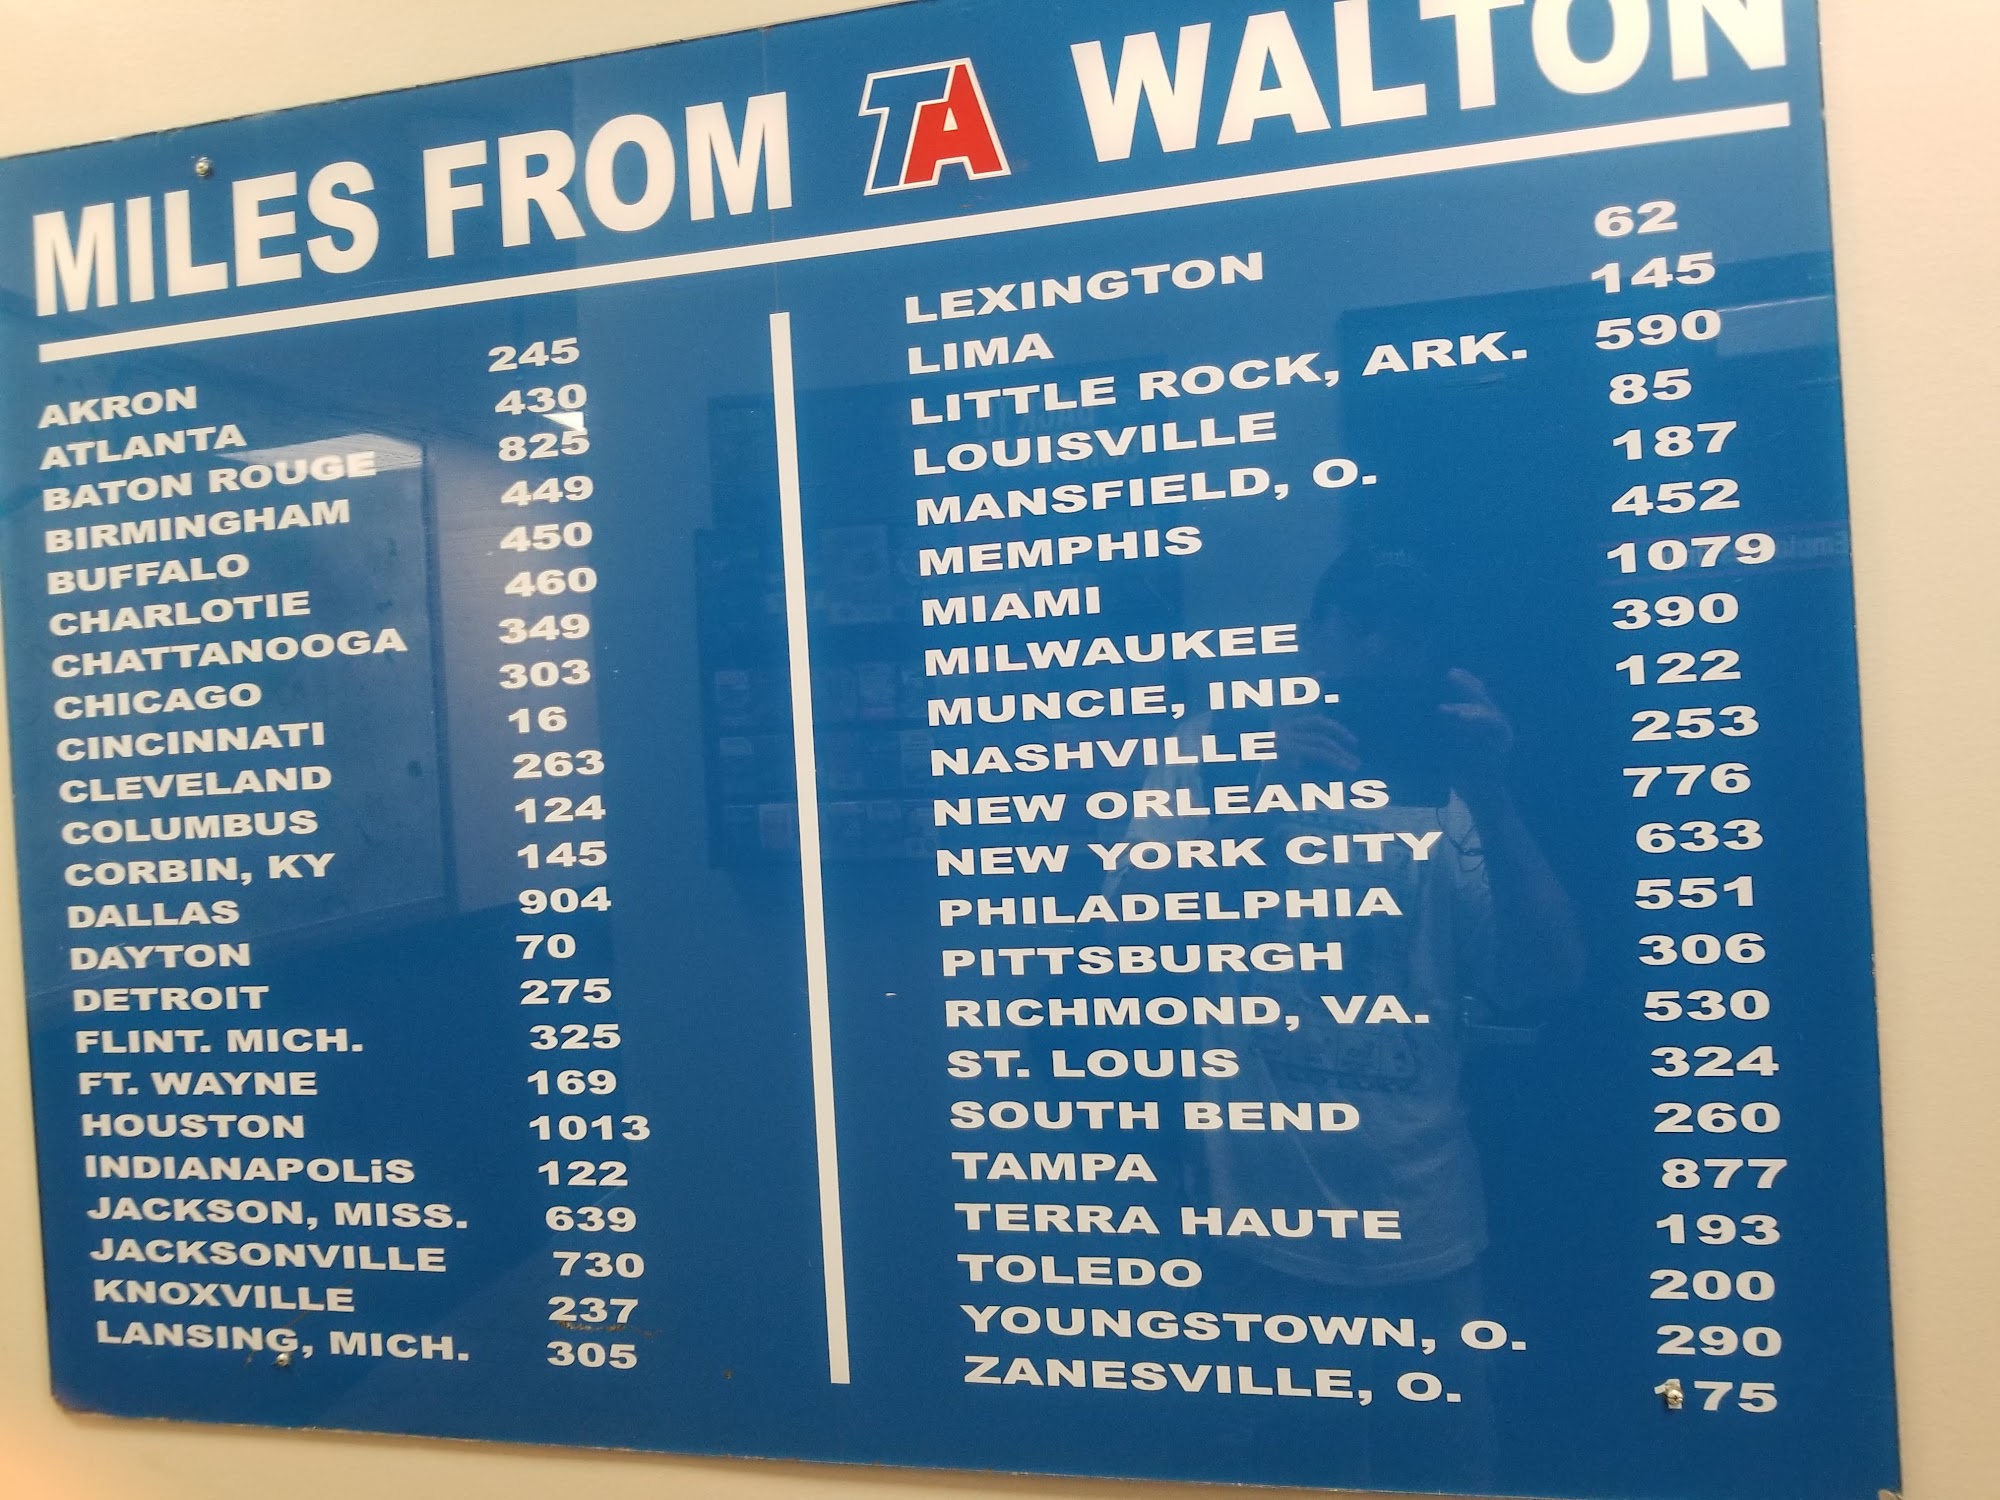 MILES FROM TA WALTON
AKRON 245
ATLANTA 430
BATON ROUGE 825
BIRMINGHAM 449
BUFFALO 450
CHARLOTIE 460
CHATTANOOGA 349
CHICAGO 303
CINCINNATI 16
CLEVELAND 263
COLUMBUS 124
CORBIN, KY 145
DALLAS 904
DAYTON 70
DETROIT 275
FLINT. MICH. 325
FT. WAYNE 169
HOUSTON 1013
INDIANAPOLiS 122
JACKSON, MISS. 639
JACKSONVILLE 730
KNOXVILLE 237
LANSING, MICH. 305
LEXINGTON 62
LIMA 145
LITTLE ROCK, ARK. 590
LOUISVILLE 85
MANSFIELD, O. 187
MEMPHIS 452
MIAMI 1079
MILWAUKEE 390
MUNCIE, IND. 122
NASHVILLE 253
NEW ORLEANS 776
NEW YORK CITY 633
PHILADELPHIA 551
PITTSBURGH 306
RICHMOND, VA. 530
ST. LOUIS 324
SOUTH BEND 260
TAMPA 877
TERRA HAUTE 193
TOLEDO 200
YOUNGSTOWN, O. 290
ZANESVILLE, O. 175